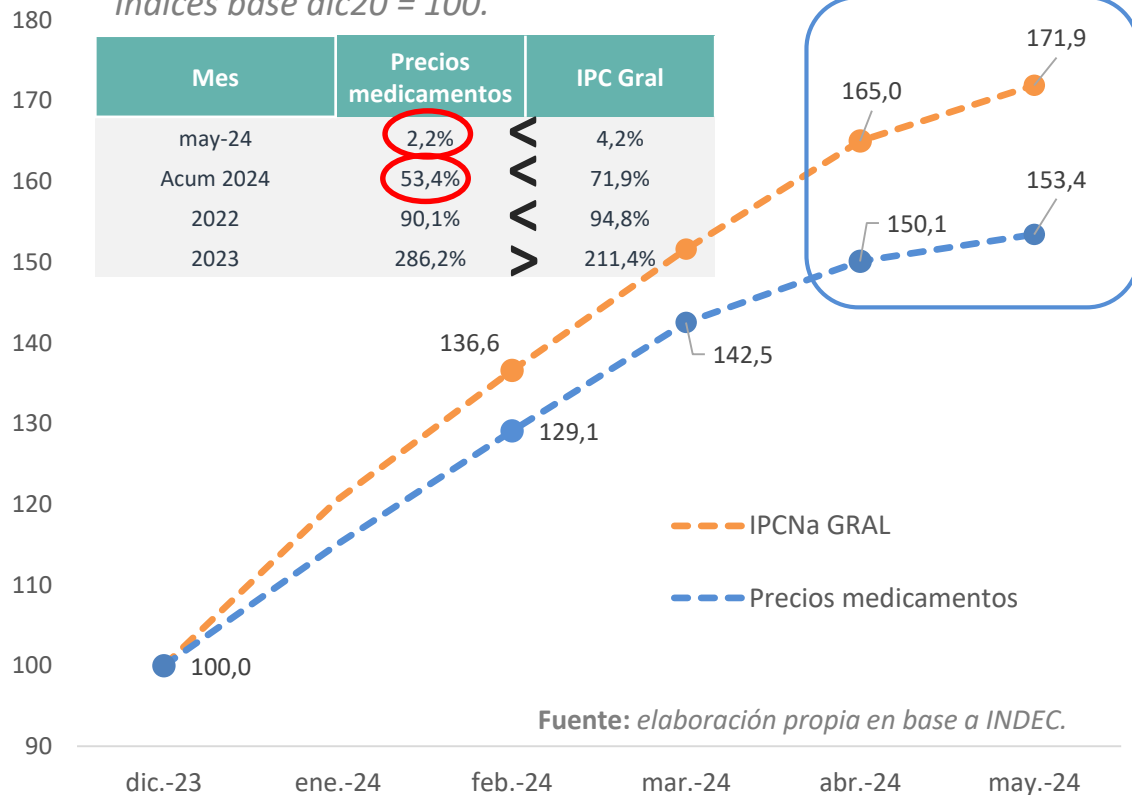 Índices base dic20 = 100.
Mes Precios medicamentos IPC Gral
may-24 2,2% < 4,2%
Acum 2024 53,4% < 71,9%
2022 90,1% < 94,8%
2023 286,2% > 211,4%
180
170
160
150
140
130
120
110
100
90
171,9
165,0
153,4
150,1
136,6
142,5
129,1
100,0
IPCNa GRAL
Precios medicamentos
Fuente: elaboración propia en base a INDEC.
dic.-23 ene.-24 feb.-24 mar.-24 abr.-24 may.-24